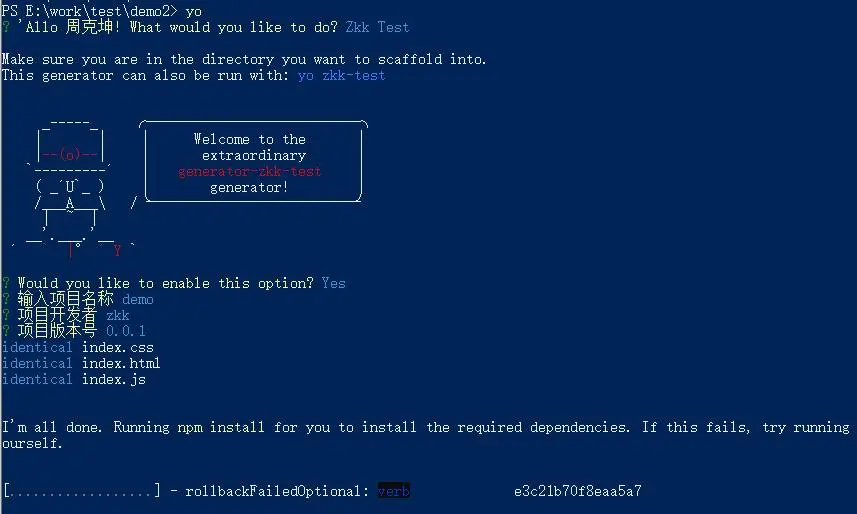 PS E:\work\test\demo2> yo
? 'Allo 周克坤! What would you like to do? Zkk Test
Make sure you are in the directory you want to scaffold into.
This generator can also be run with: yo zkk-test
Welcome to the
--(o)-- extraordinary
generator-zkk-test
( _´U`_ ) generator!
/___A___\ /
| ~ |
__'.___.'__
´ ` |° ´ Y `
? Would you like to enable this option? Yes
? 输入项目名称 demo
? 项目开发者 zkk
? 项目版本号 0.0.1
identical index.css
identical index.html
identical index.js
I'm all done. Running npm install for you to install the required dependencies. If this fails, try running
ourself.
[..................] - rollbackFailedOptional: verb e3c21b70f8eaa5a7